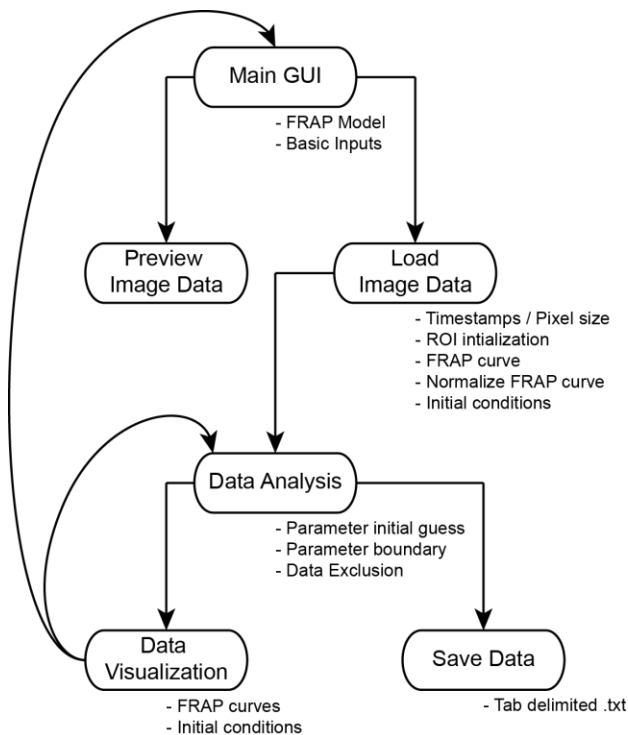 Main GUI
- FRAP Model
- Basic Inputs
Preview
Image Data
Load
Image Data
- Timestamps / Pixel size
- ROI intialization
- FRAP curve
- Normalize FRAP curve
- Initial conditions
Data Analysis
- Parameter initial guess
- Parameter boundary
- Data Exclusion
Data
Visualization
- FRAP curves
- Initial conditions
Save Data
- Tab delimited .txt